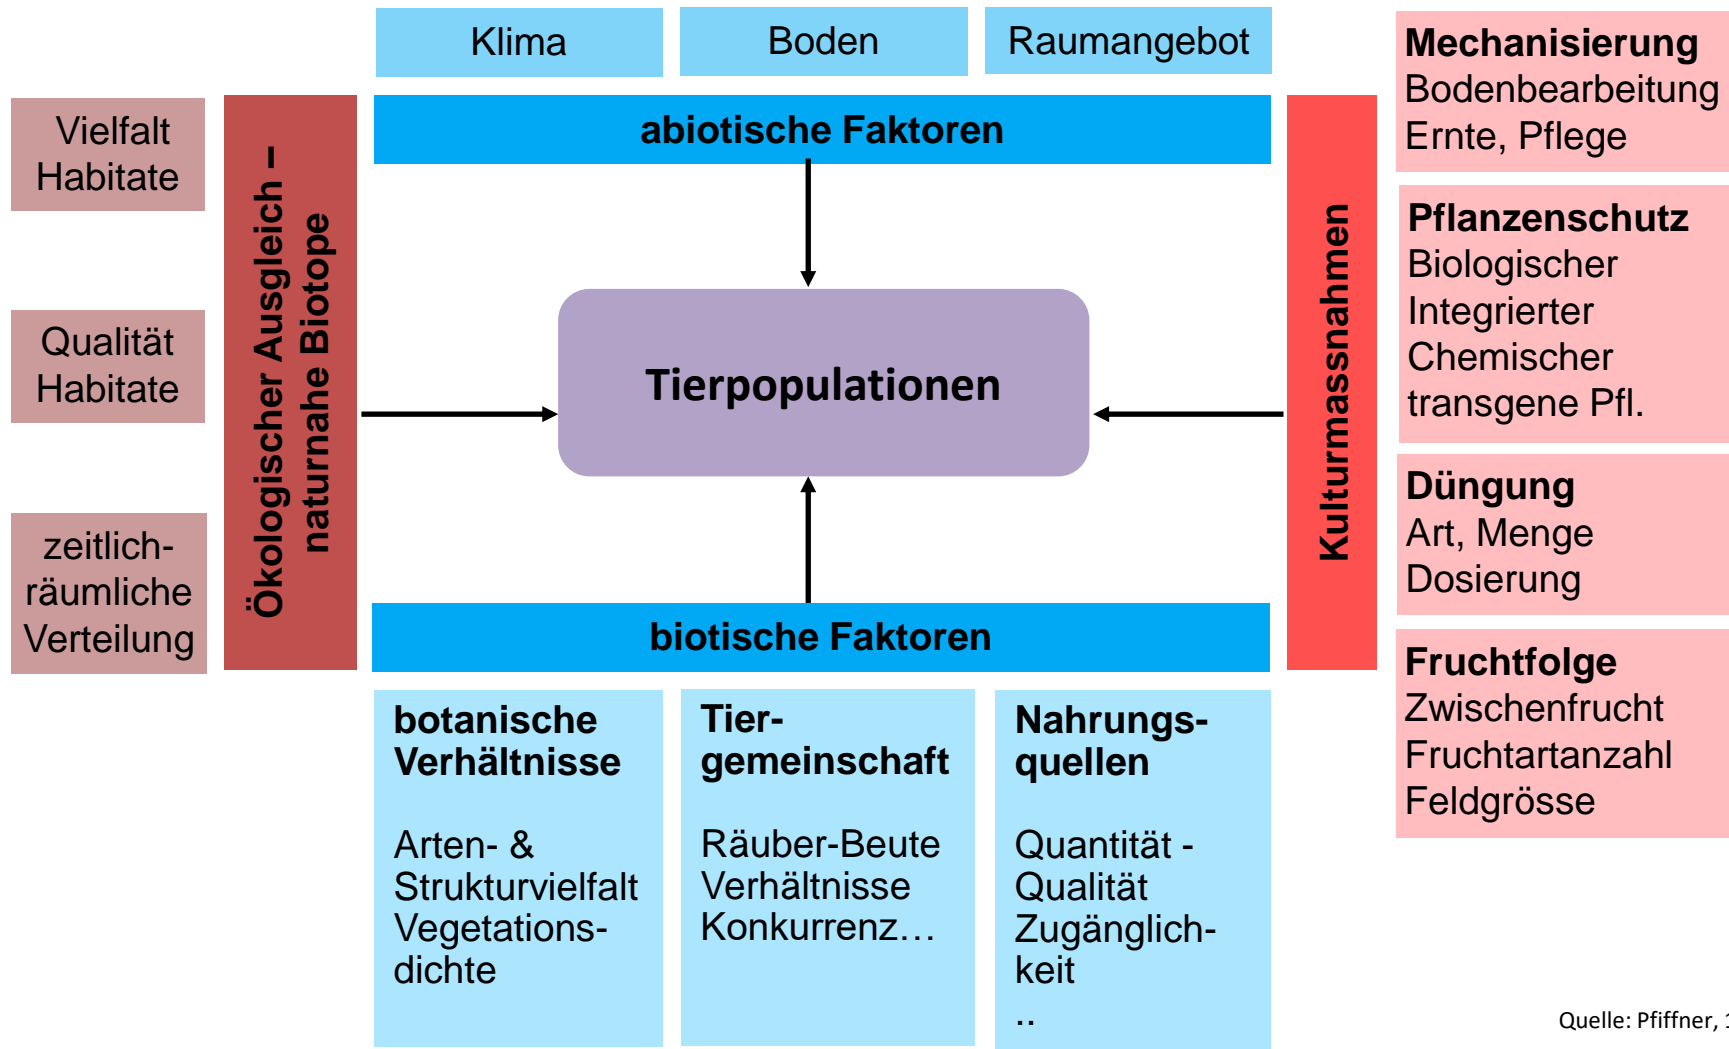 Klima
Boden
Raumangebot
abiotische Faktoren
Vielfalt
Habitate
Qualität
Habitate
zeitlich-
räumliche
Verteilung
Ökologischer Ausgleich –
naturnahe Biotope
Tierpopulationen
Kulturmassnahmen
Mechanisierung
Bodenbearbeitung
Ernte, Pflege
Pflanzenschutz
Biologischer
Integrierter
Chemischer
transgene Pfl.
Düngung
Art, Menge
Dosierung
Fruchtfolge
Zwischenfrucht
Fruchtartanzahl
Feldgrösse
biotische Faktoren
botanische
Verhältnisse
Arten- &
Strukturvielfalt
Vegetations-
dichte
Tier-
gemeinschaft
Räuber-Beute
Verhältnisse
Konkurrenz…
Nahrungs-
quellen
Quantität -
Qualität
Zugänglich-
keit
..
Quelle: Pfiffner,